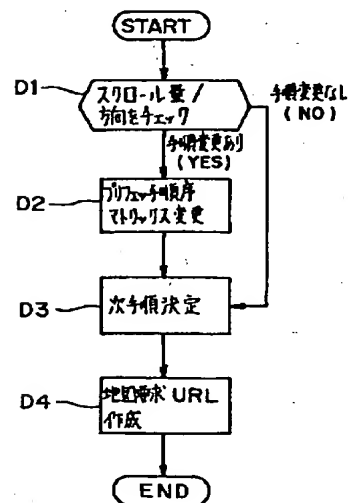 START
D1
スクロール量/
方向をチェック
手順変更なし
(NO)
手順変更あり
(YES)
D2
プリフェッチ順序
マトリックス変更
D3
次手順決定
D4
地図要求 URL
作成
END